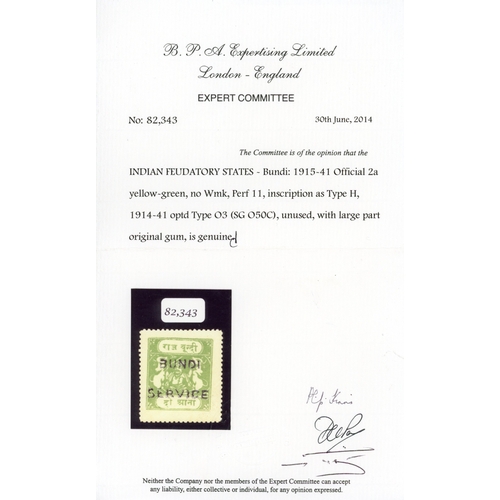 B. P. A. Expertising Limited
London - England
EXPERT COMMITTEE
No: 82,343 30th June, 2014
The Committee is of the opinion that the
INDIAN FEUDATORY STATES - Bundi: 1915-41 Official 2a
yellow-green, no Wmk, Perf 11, inscription as Type H,
1914-41 optd Type O3 (SG O50C), unused, with large part
original gum, is genuine
82,343
राज बून्दी
BUNDI
SERVICE
दो आना
Neither the Company nor the members of the Expert Committee can accept
any liability, either collective or individual, for any opinion expressed.